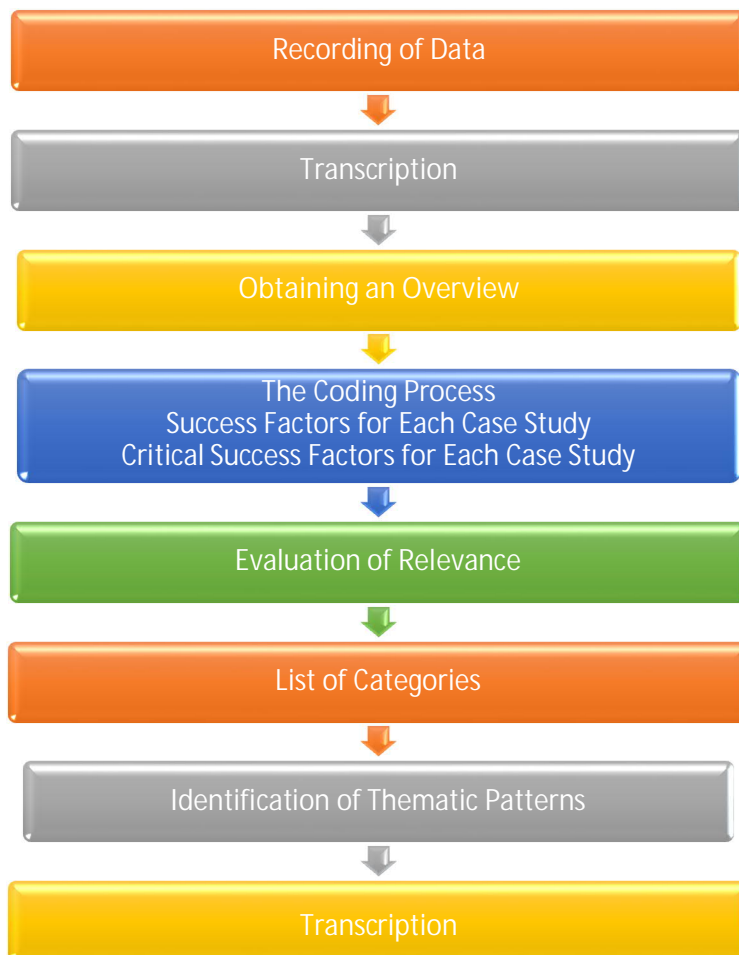 Recording of Data
Transcription
Obtaining an Overview
The Coding Process
Success Factors for Each Case Study
Critical Success Factors for Each Case Study
Evaluation of Relevance
List of Categories
Identification of Thematic Patterns
Transcription